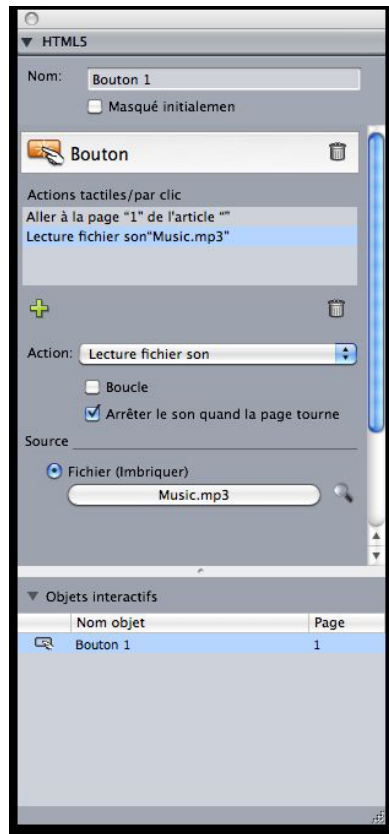 HTML5
Nom: Bouton 1
Masqué initialemen
Bouton
Actions tactiles/par clic
Aller à la page “1” de l'article “”
Lecture fichier son“Music.mp3”
Action: Lecture fichier son
Boucle
Arrêter le son quand la page tourne
Source
Fichier (Imbriquer)
Music.mp3
Objets interactifs
Nom objet Page
Bouton 1 1